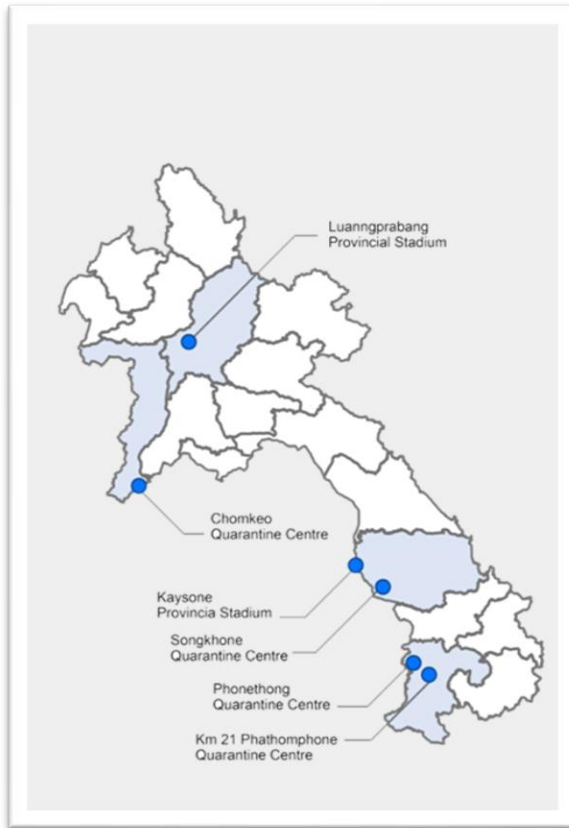 Luanngprabang
Provincial Stadium
Chomkeo
Quarantine Centre
Kaysone
Provincia Stadium
Songkhone
Quarantine Centre
Phonethong
Quarantine Centre
Km 21 Phathomphone
Quarantine Centre